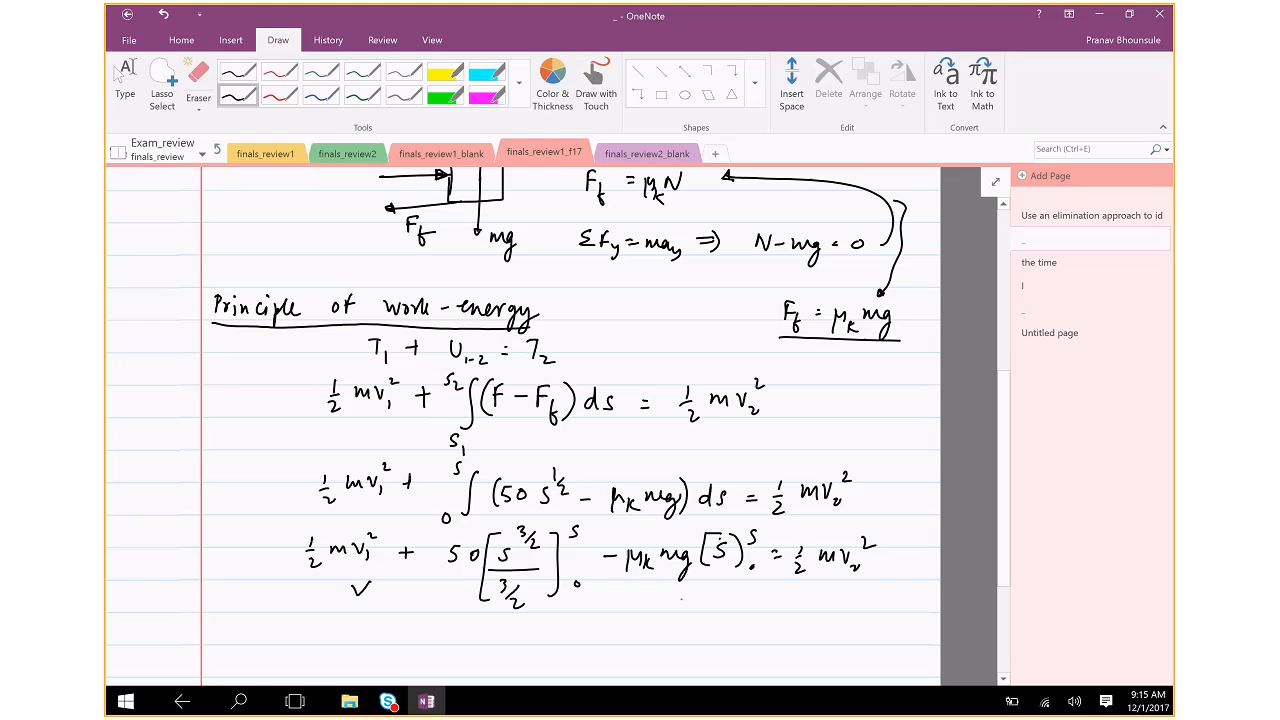 _ - OneNote
File Home Insert Draw History Review View Pranav Bhounsule
Type Lasso Select Eraser Color & Thickness Draw with Touch Insert Space Delete Arrange Rotate Ink to Text Ink to Math
Tools Shapes Edit Convert
Exam_review
finals_review
finals_review1 finals_review2 finals_review1_blank finals_review1_f17 finals_review2_blank + Search (Ctrl+E)
Add Page
Use an elimination approach to id
_
the time
I
_
Untitled page
F_f = μ_k N
F_f
mg
ΣF_y = ma_y ⇒ N - mg = 0
F_f = μ_k mg
Principle of work - energy
T_1 + U_{1-2} = T_2
1/2 mv_1^2 + ∫_{s_1}^{s_2} (F - F_f) ds = 1/2 mv_2^2
1/2 mv_1^2 + ∫_0^s (50 s^{1/2} - μ_k mg) ds = 1/2 mv_2^2
1/2 mv_1^2 + 50 [s^{3/2} / 3/2]_0^s - μ_k mg [s]_0^s = 1/2 mv_2^2
9:15 AM
12/1/2017